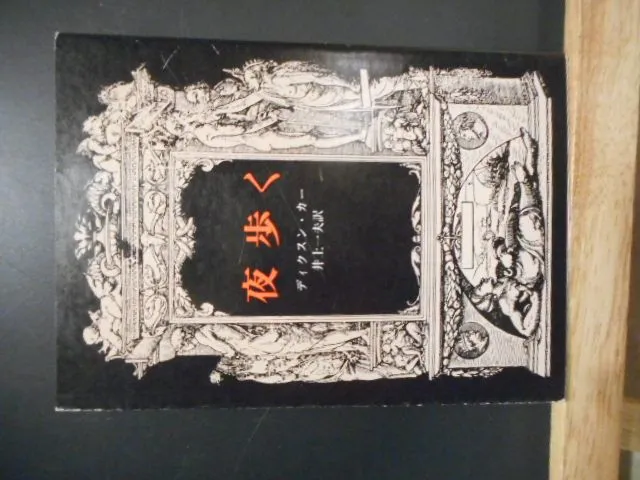 夜歩く
ディクスン・カー
井上一夫訳